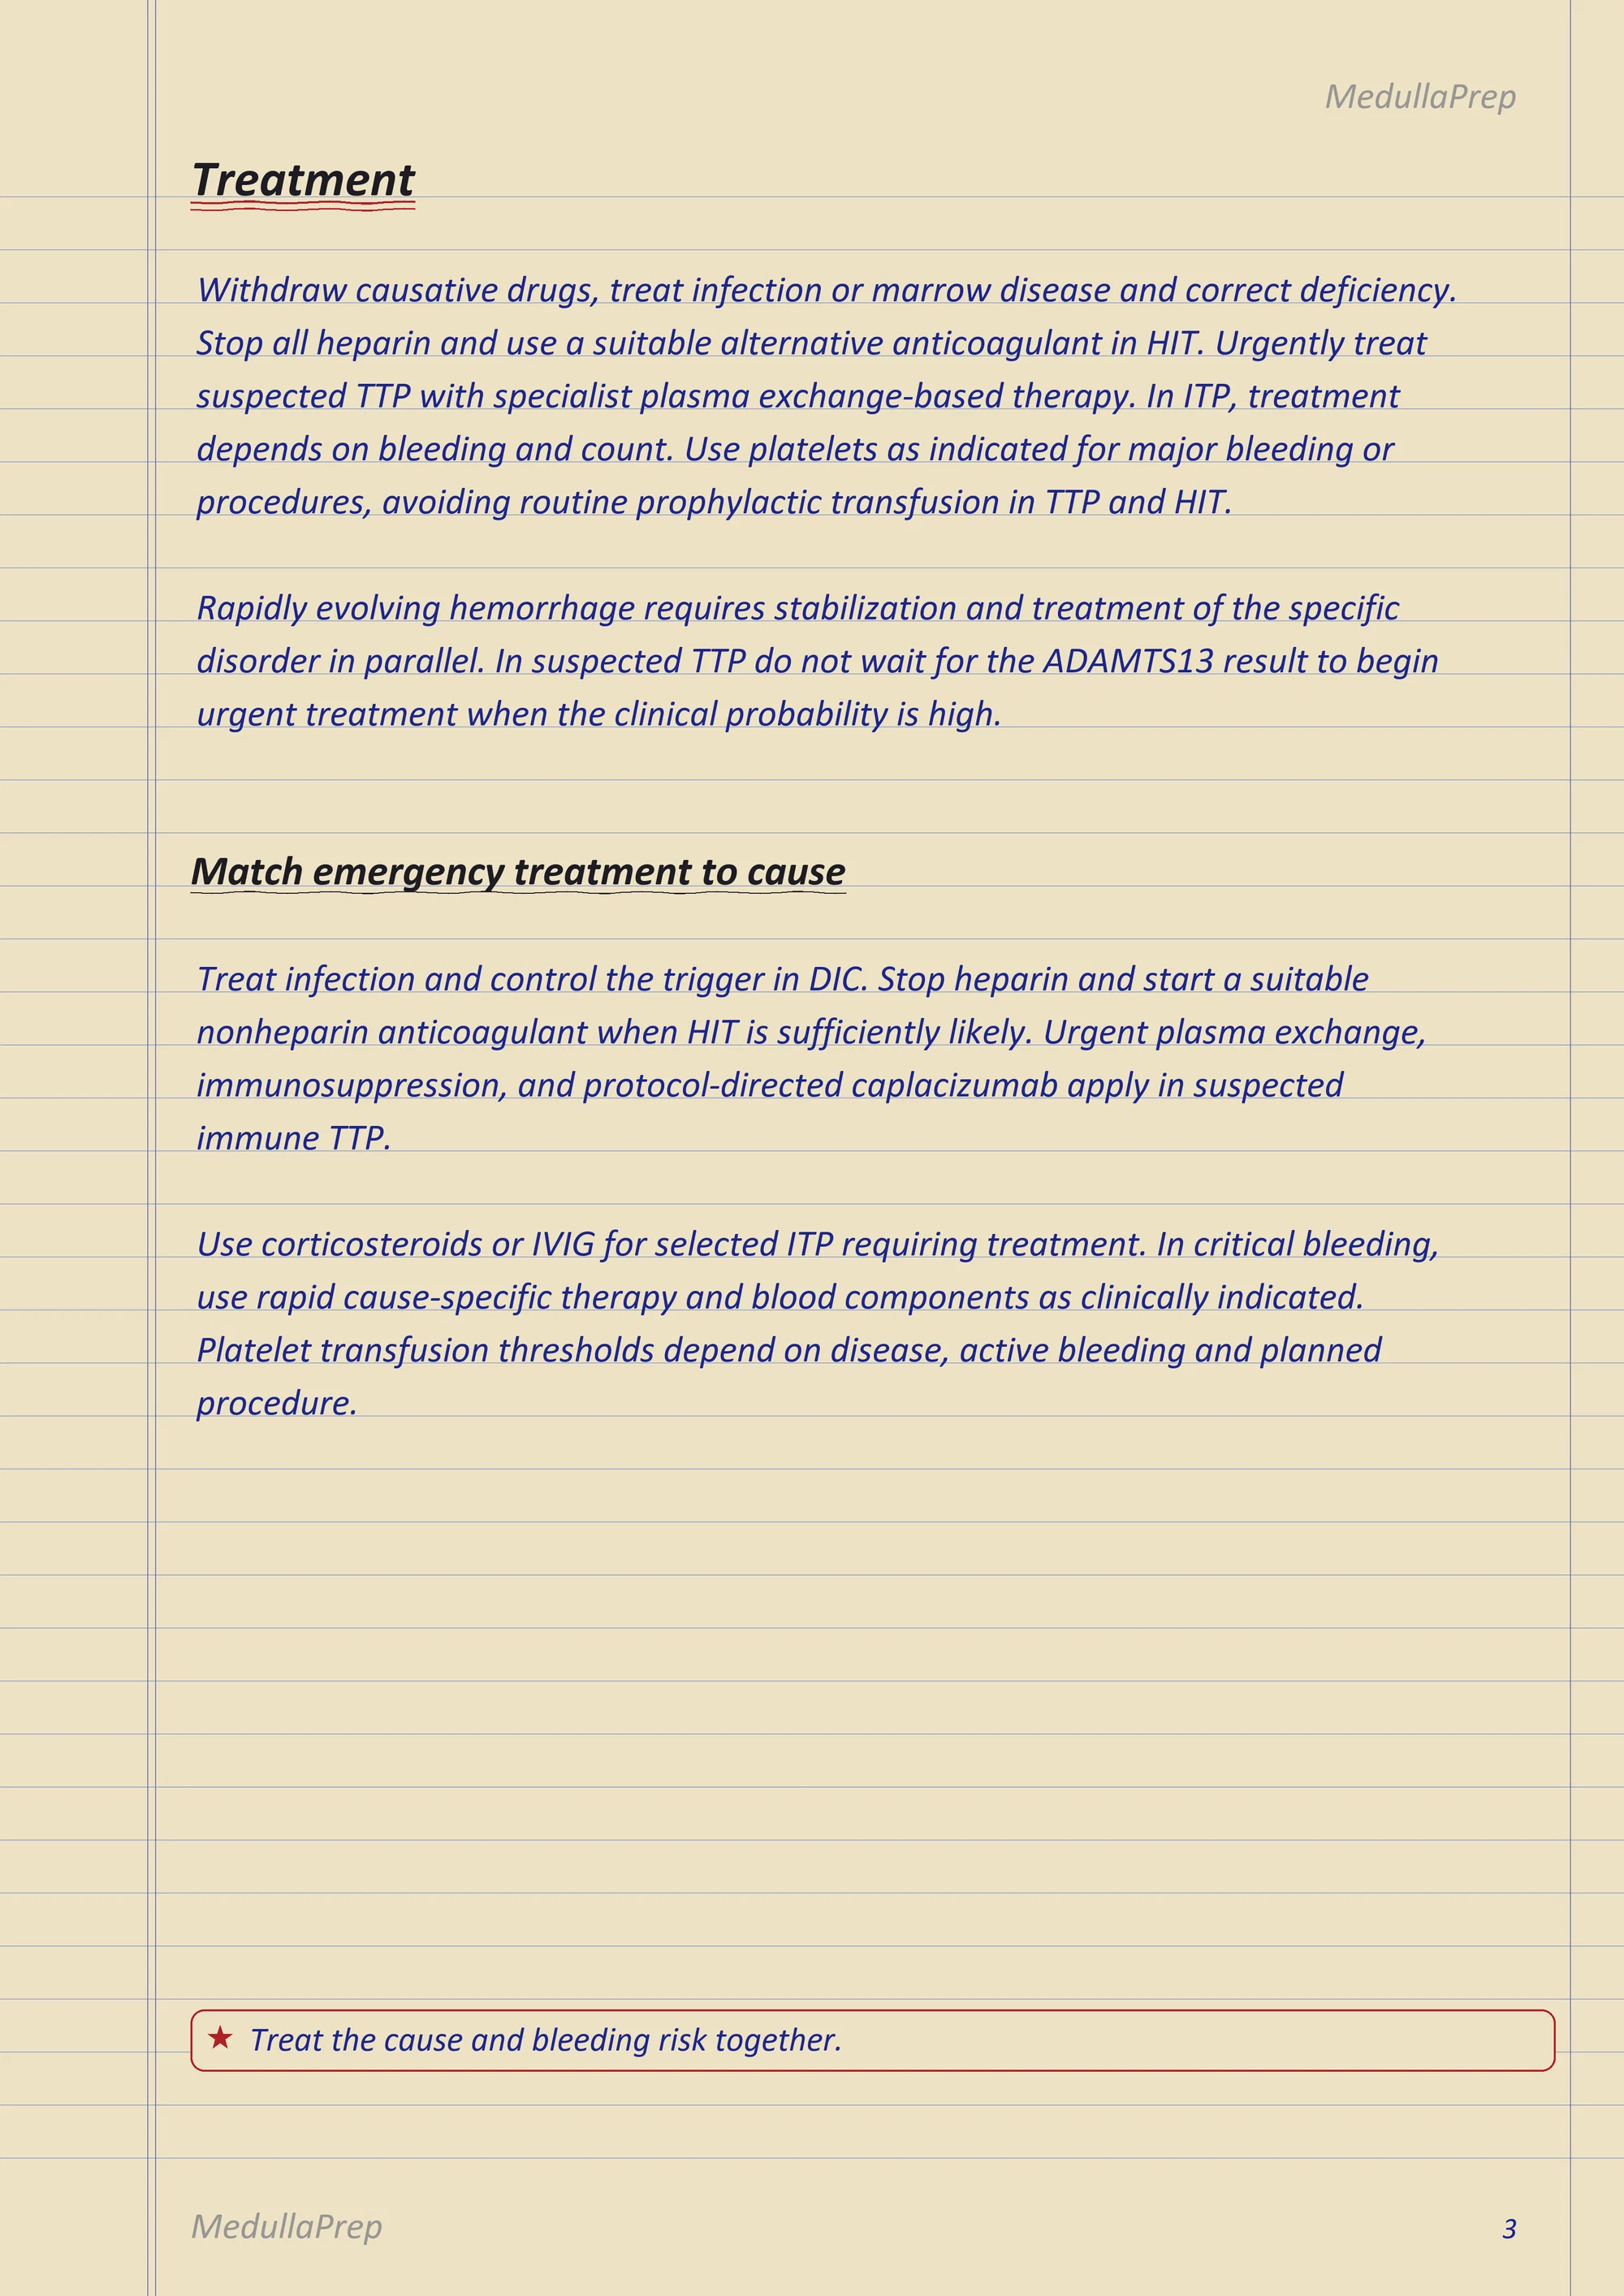 MedullaPrep
Treatment
Withdraw causative drugs, treat infection or marrow disease and correct deficiency.
Stop all heparin and use a suitable alternative anticoagulant in HIT. Urgently treat
suspected TTP with specialist plasma exchange-based therapy. In ITP, treatment
depends on bleeding and count. Use platelets as indicated for major bleeding or
procedures, avoiding routine prophylactic transfusion in TTP and HIT.
Rapidly evolving hemorrhage requires stabilization and treatment of the specific
disorder in parallel. In suspected TTP do not wait for the ADAMTS13 result to begin
urgent treatment when the clinical probability is high.
Match emergency treatment to cause
Treat infection and control the trigger in DIC. Stop heparin and start a suitable
nonheparin anticoagulant when HIT is sufficiently likely. Urgent plasma exchange,
immunosuppression, and protocol-directed caplacizumab apply in suspected
immune TTP.
Use corticosteroids or IVIG for selected ITP requiring treatment. In critical bleeding,
use rapid cause-specific therapy and blood components as clinically indicated.
Platelet transfusion thresholds depend on disease, active bleeding and planned
procedure.
★ Treat the cause and bleeding risk together.
MedullaPrep
3